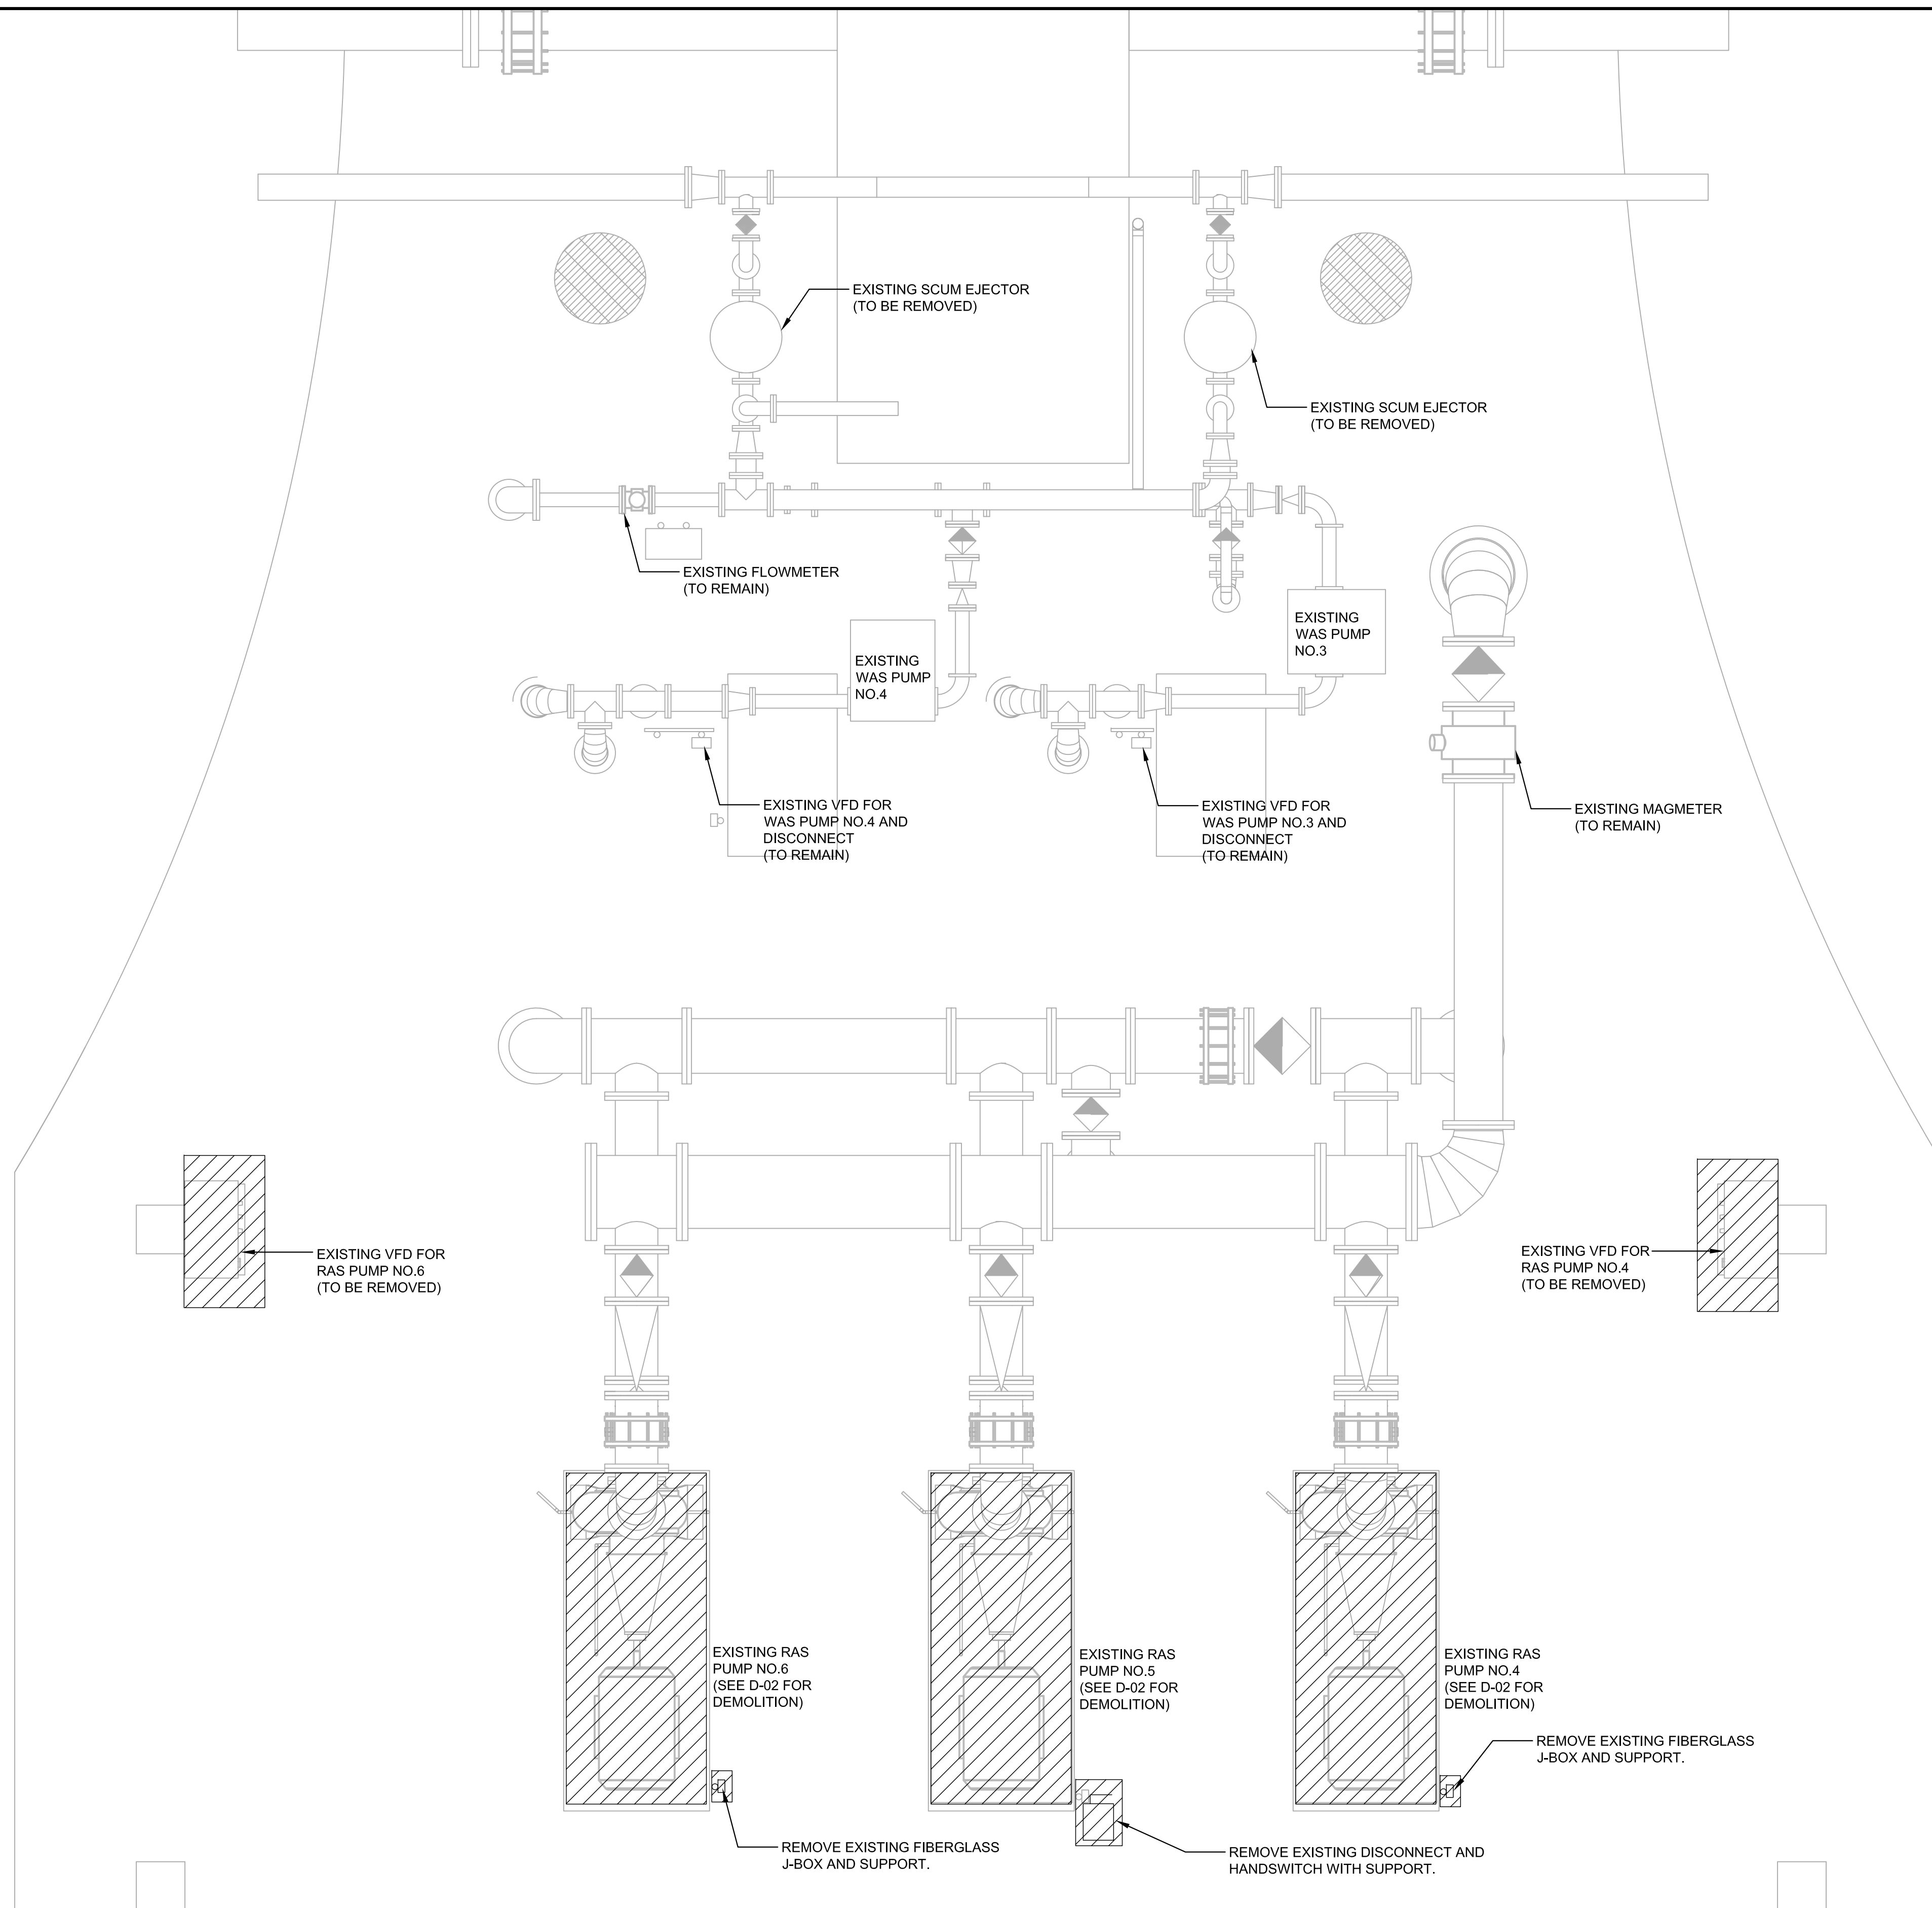 EXISTING SCUM EJECTOR
(TO BE REMOVED)
EXISTING SCUM EJECTOR
(TO BE REMOVED)
EXISTING FLOWMETER
(TO REMAIN)
EXISTING
WAS PUMP
NO.3
EXISTING
WAS PUMP
NO.4
EXISTING VFD FOR
WAS PUMP NO.4 AND
DISCONNECT
(TO REMAIN)
EXISTING VFD FOR
WAS PUMP NO.3 AND
DISCONNECT
(TO REMAIN)
EXISTING MAGMETER
(TO REMAIN)
EXISTING VFD FOR
RAS PUMP NO.6
(TO BE REMOVED)
EXISTING VFD FOR
RAS PUMP NO.4
(TO BE REMOVED)
EXISTING RAS
PUMP NO.6
(SEE D-02 FOR
DEMOLITION)
EXISTING RAS
PUMP NO.5
(SEE D-02 FOR
DEMOLITION)
EXISTING RAS
PUMP NO.4
(SEE D-02 FOR
DEMOLITION)
REMOVE EXISTING FIBERGLASS
J-BOX AND SUPPORT.
REMOVE EXISTING FIBERGLASS
J-BOX AND SUPPORT.
REMOVE EXISTING DISCONNECT AND
HANDSWITCH WITH SUPPORT.